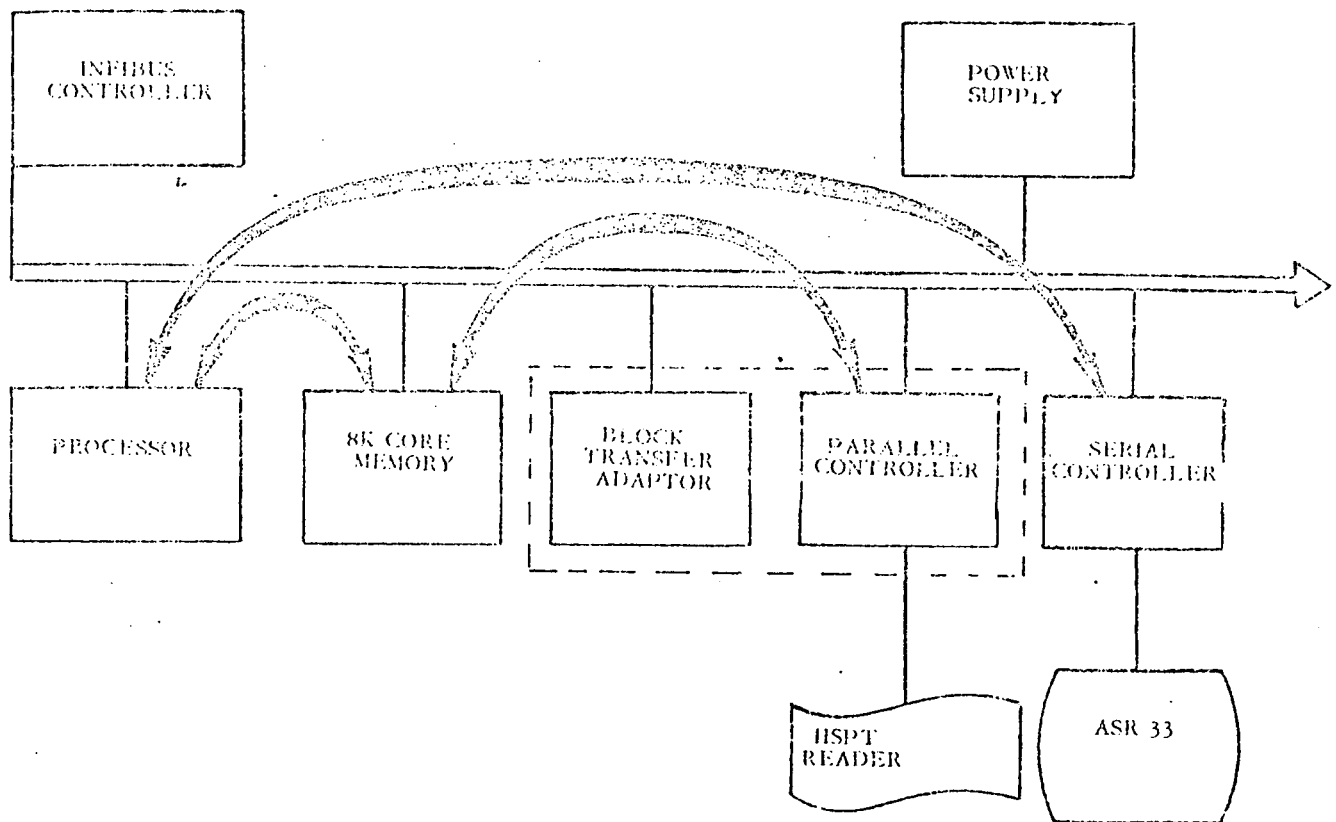 INFIBUS
CONTROLLER
POWER
SUPPLY
PROCESSOR
8K CORE
MEMORY
BLOCK
TRANSFER
ADAPTOR
PARALLEL
CONTROLLER
SERIAL
CONTROLLER
HSPT
READER
ASR 33